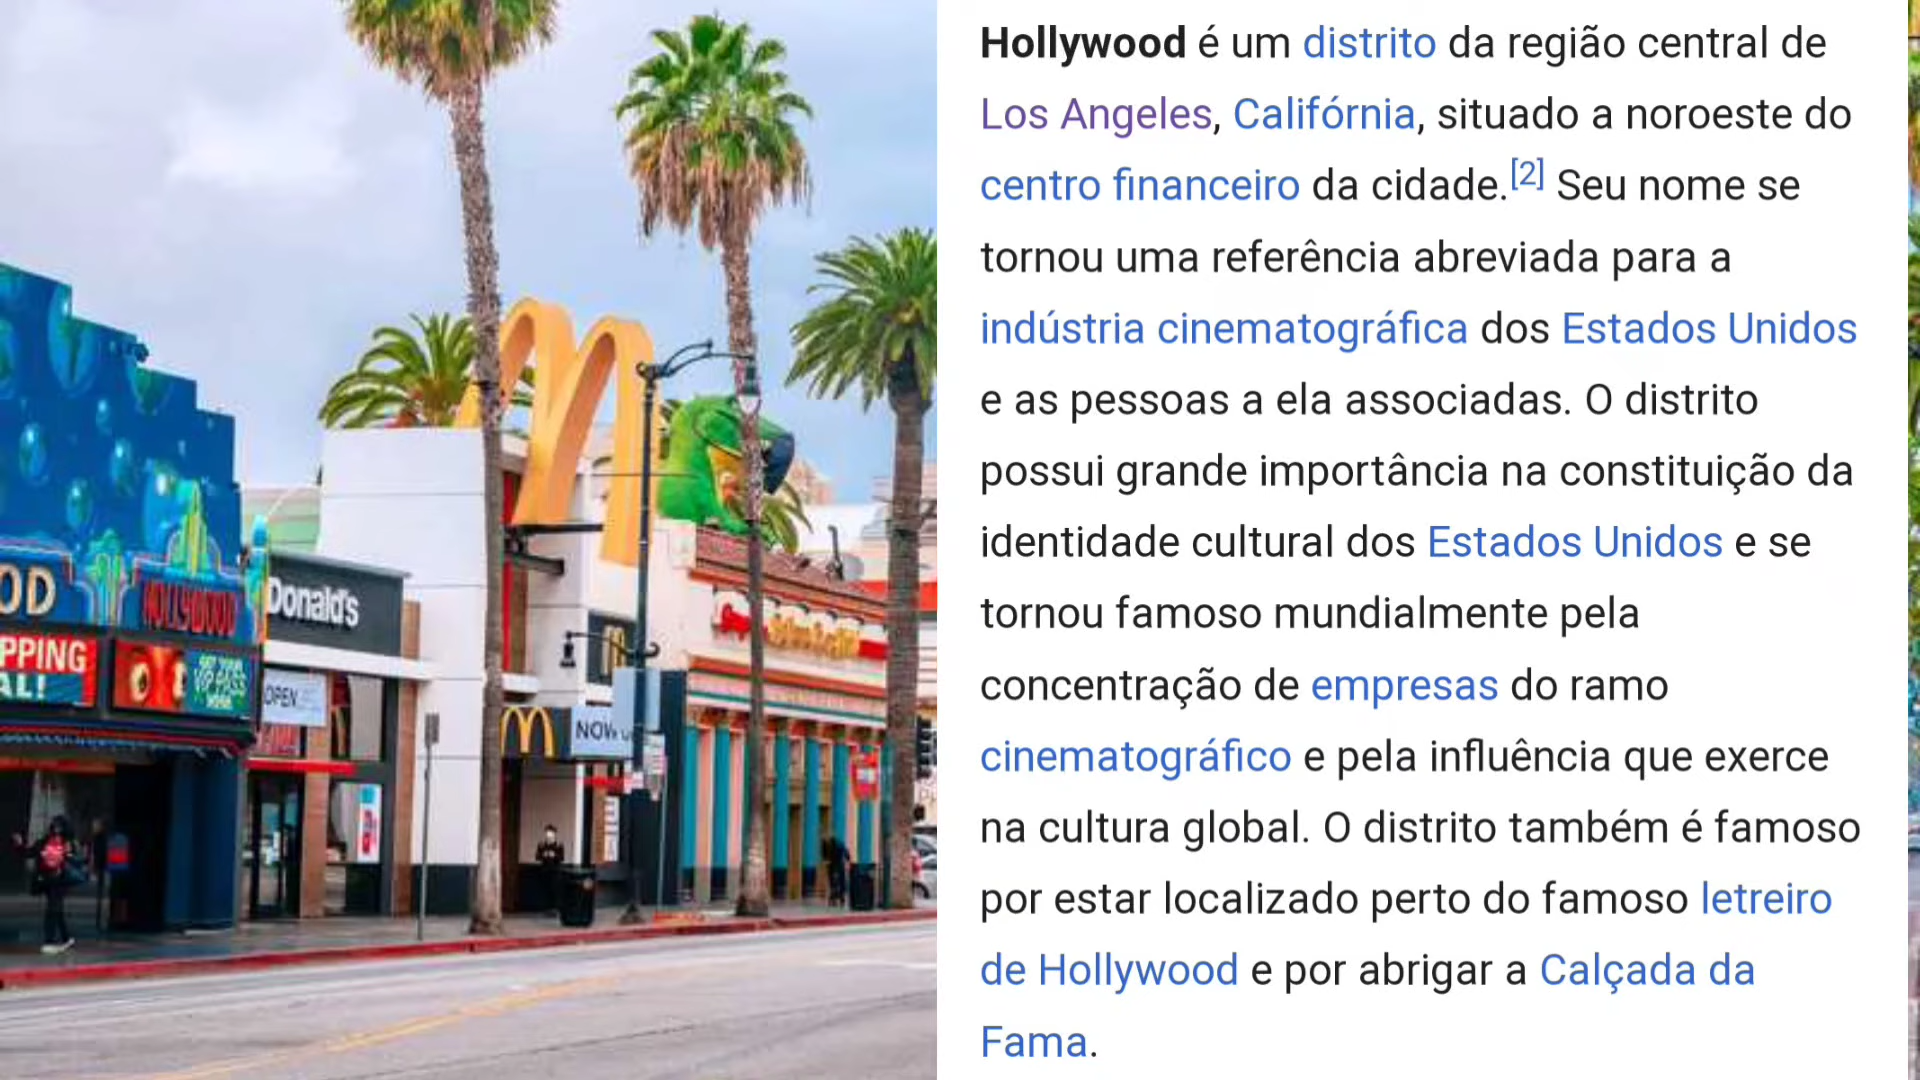 OD
HOLLYWOOD
PPING
AL!
GET YOUR
VIP PASS
Donald's
OPEN
NOW
Hollywood é um distrito da região central de
Los Angeles, Califórnia, situado a noroeste do
centro financeiro da cidade.[2] Seu nome se
tornou uma referência abreviada para a
indústria cinematográfica dos Estados Unidos
e as pessoas a ela associadas. O distrito
possui grande importância na constituição da
identidade cultural dos Estados Unidos e se
tornou famoso mundialmente pela
concentração de empresas do ramo
cinematográfico e pela influência que exerce
na cultura global. O distrito também é famoso
por estar localizado perto do famoso letreiro
de Hollywood e por abrigar a Calçada da
Fama.